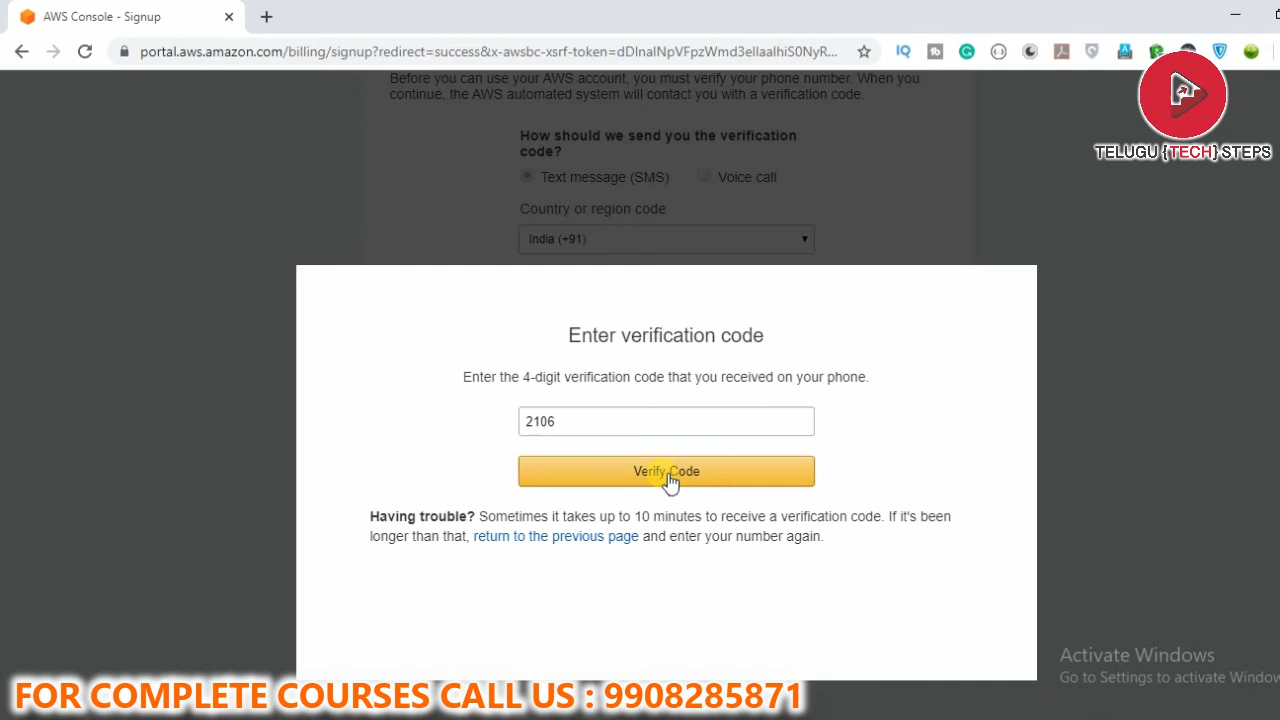 AWS Console - Signup
portal.aws.amazon.com/billing/signup?redirect=success&x-awsbc-xsrf-token=dDInalNpVFpzWmd3ellaalhiS0NyR...
Before you can use your AWS account, you must verify your phone number. When you
continue, the AWS automated system will contact you with a verification code.
TELUGU {TECH} STEPS
How should we send you the verification
code?
Text message (SMS) Voice call
Country or region code
India (+91)
Enter verification code
Enter the 4-digit verification code that you received on your phone.
2106
Verify Code
Having trouble? Sometimes it takes up to 10 minutes to receive a verification code. If it's been
longer than that, return to the previous page and enter your number again.
Activate Windows
Go to Settings to activate Window
FOR COMPLETE COURSES CALL US : 9908285871